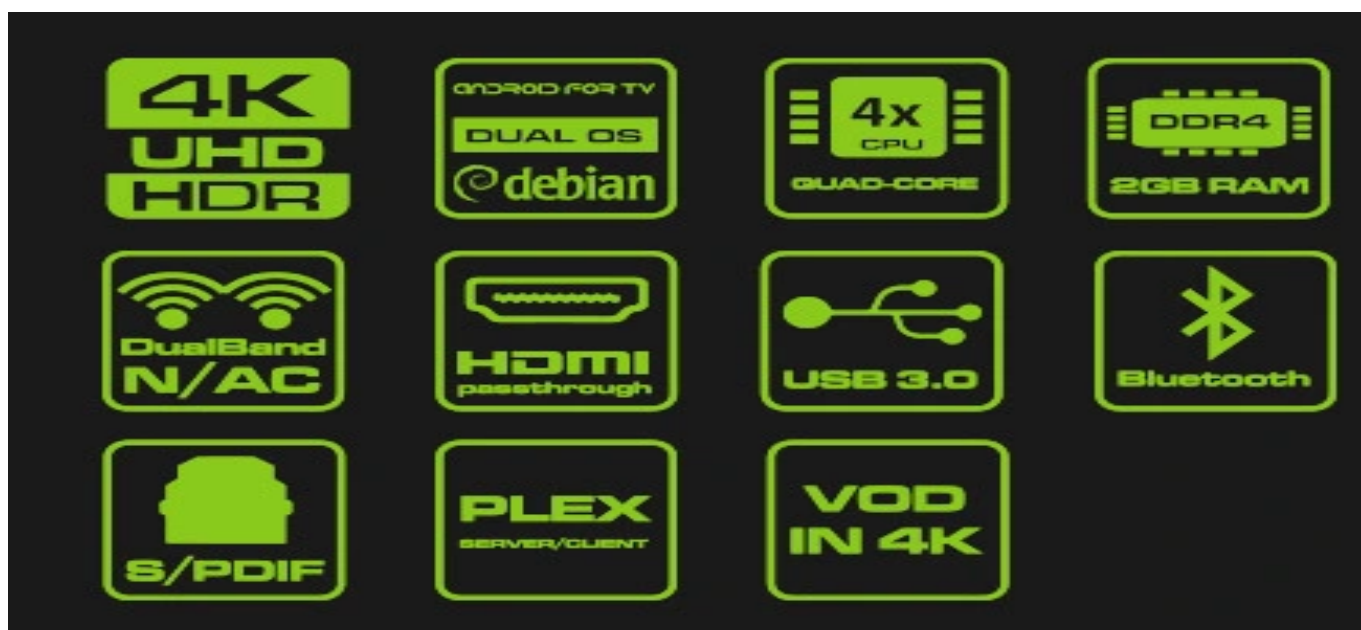 4K
UHD
HDR
ANDROID FOR TV
DUAL OS
debian
4x
CPU
QUAD-CORE
DDR4
2GB RAM
DualBand
N/AC
HDMI
passthrough
USB 3.0
Bluetooth
S/PDIF
PLEX
SERVER/CLIENT
VOD
IN 4K